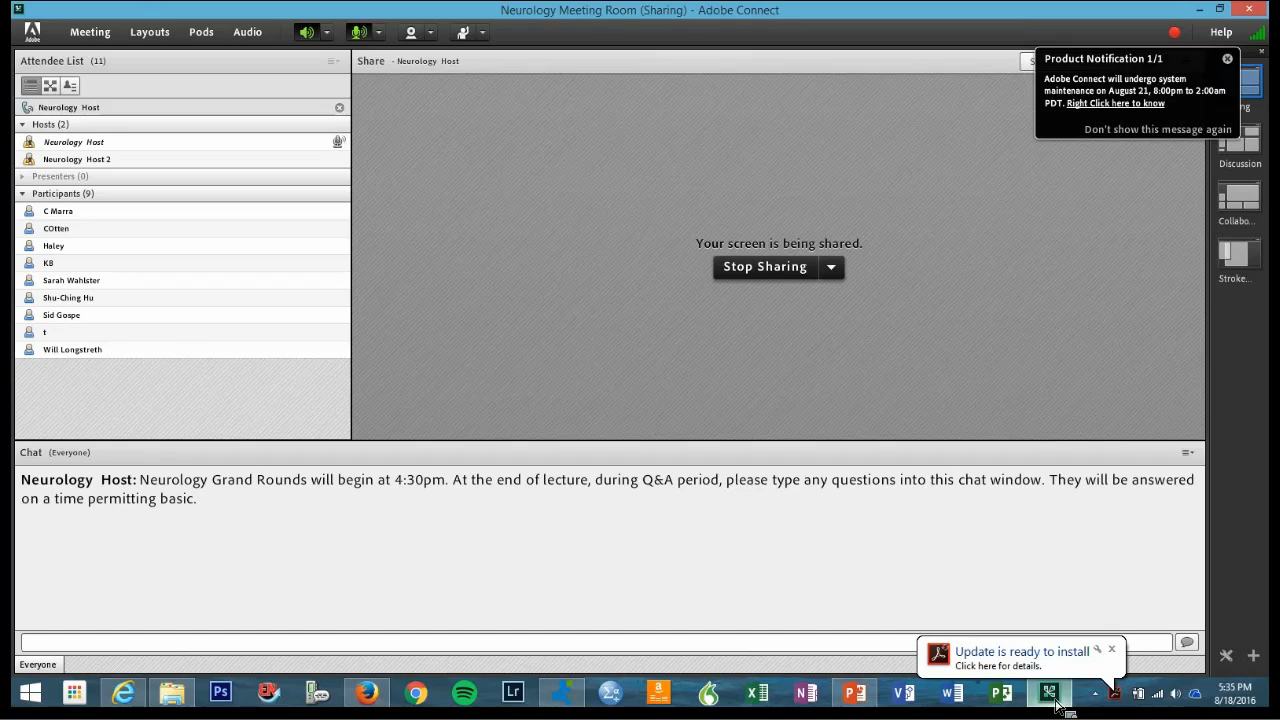 Neurology Meeting Room (Sharing) - Adobe Connect
Adobe
Meeting Layouts Pods Audio Help
Attendee List (11)
Share - Neurology Host
Product Notification 1/1
Adobe Connect will undergo system
maintenance on August 21, 8:00pm to 2:00am
PDT. Right Click here to know
Don't show this message again
Neurology Host
Hosts (2)
Neurology Host
Neurology Host 2
Presenters (0)
Participants (9)
C Marra
COtten
Haley
KB
Sarah Wahlster
Shu-Ching Hu
Sid Gospe
t
Will Longstreth
Your screen is being shared.
Stop Sharing
Discussion
Collabo...
Stroke...
Chat (Everyone)
Neurology Host: Neurology Grand Rounds will begin at 4:30pm. At the end of lecture, during Q&A period, please type any questions into this chat window. They will be answered
on a time permitting basic.
Everyone
Update is ready to install
Click here for details.
Ps
Lr
5:35 PM
8/18/2016